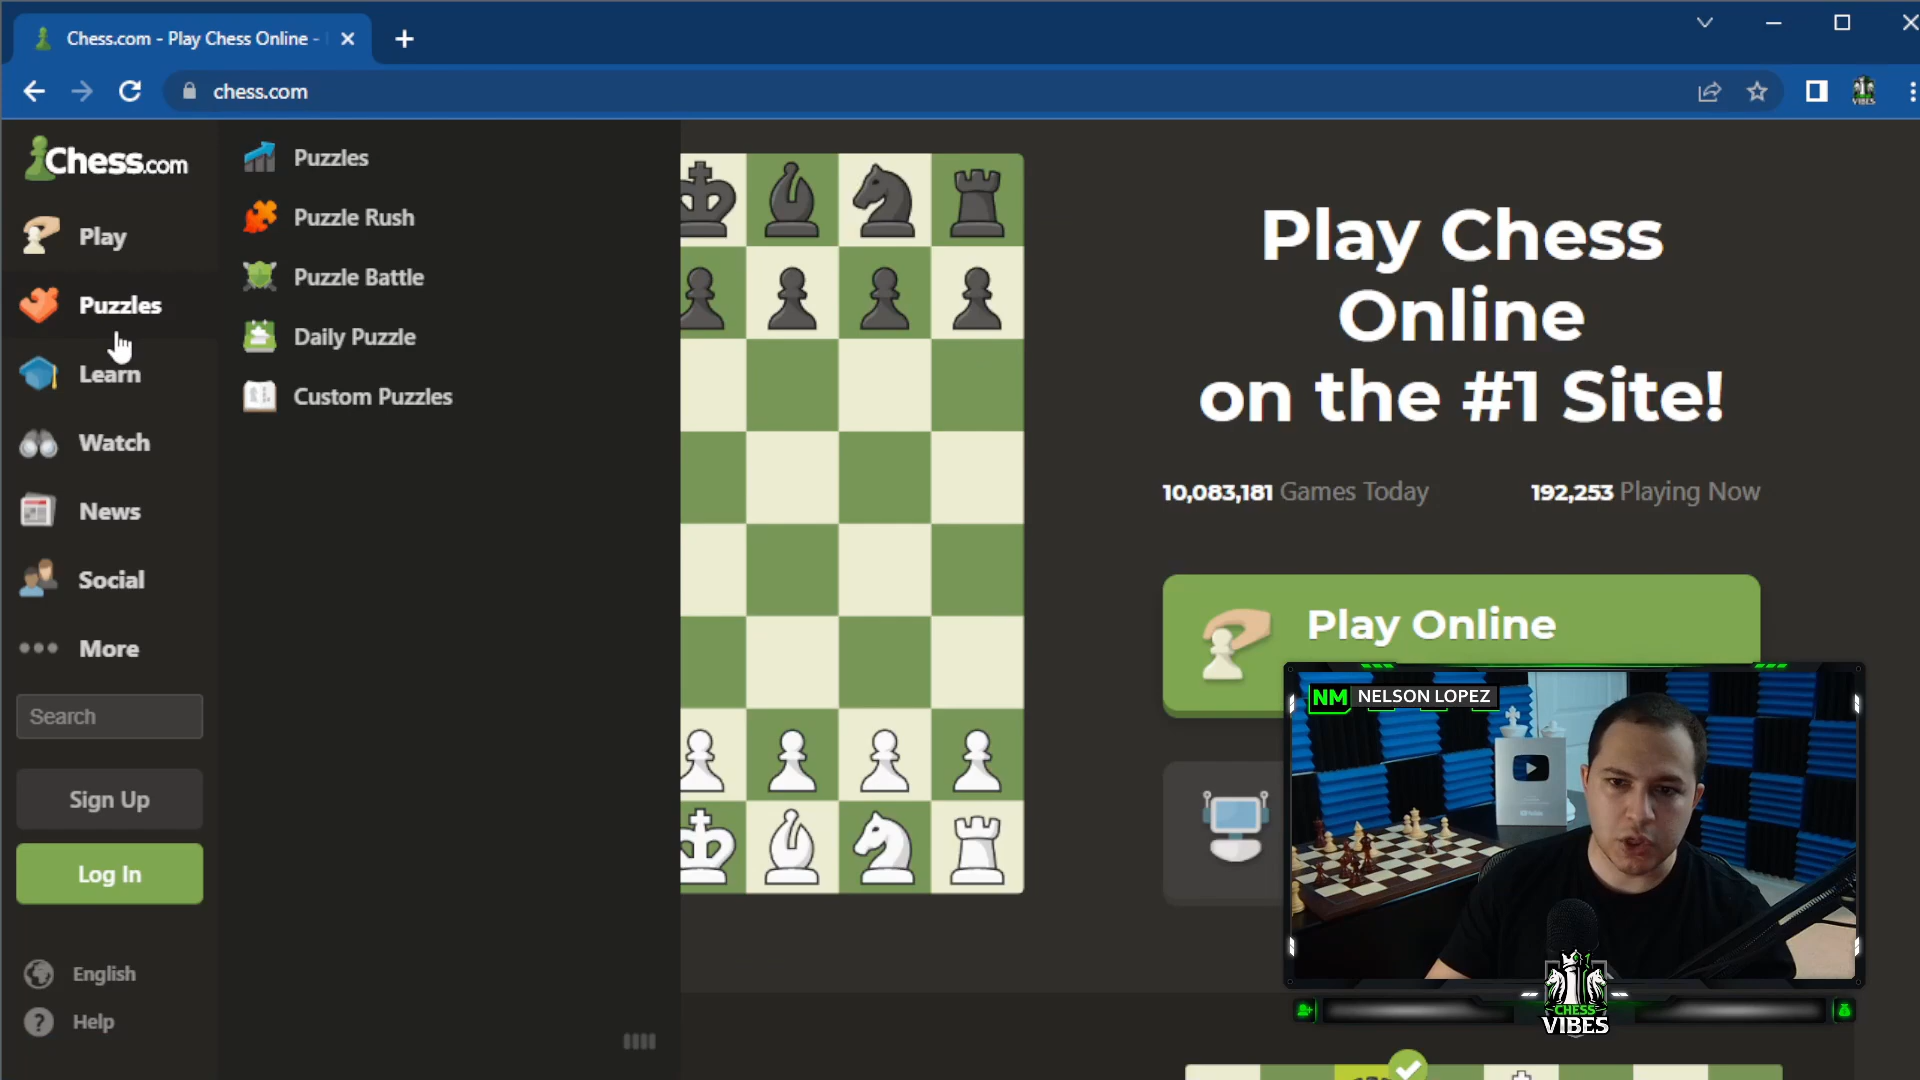 Chess.com - Play Chess Online -
chess.com
VIBES
Chess.com
Play
Puzzles
Learn
Watch
News
Social
More
Search
Sign Up
Log In
English
Help
Puzzles
Puzzle Rush
Puzzle Battle
Daily Puzzle
Custom Puzzles
Play Chess
Online
on the #1 Site!
10,083,181 Games Today
192,253 Playing Now
Play Online
NM NELSON LOPEZ
CHESS
VIBES